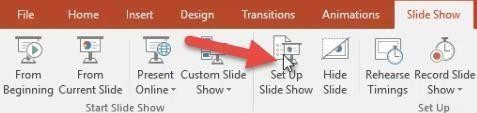 File Home Insert Design Transitions Animations Slide Show
From Beginning
From Current Slide
Present Online
Custom Slide Show
Set Up Slide Show
Hide Slide
Rehearse Timings
Record Slide Show
Start Slide Show
Set Up